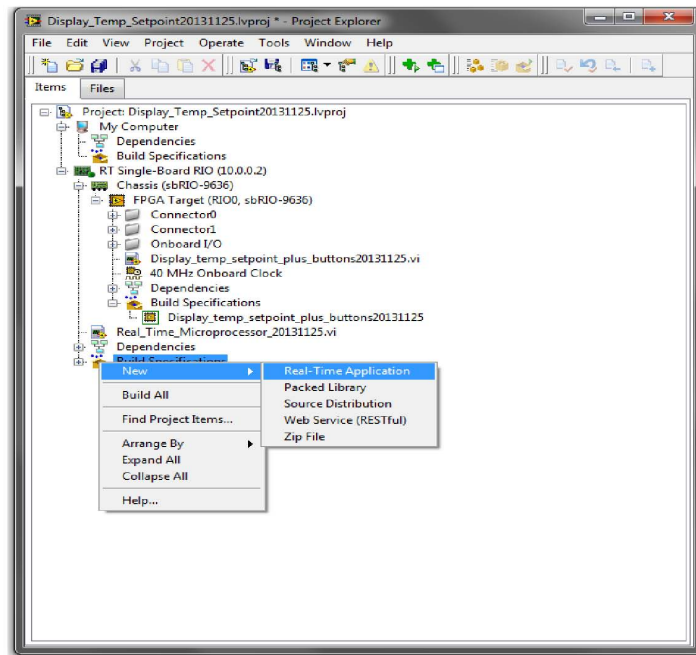 Display_Temp_Setpoint20131125.lvproj * - Project Explorer
File Edit View Project Operate Tools Window Help
Items Files
Project: Display_Temp_Setpoint20131125.lvproj
My Computer
Dependencies
Build Specifications
RT Single-Board RIO (10.0.0.2)
Chassis (sbRIO-9636)
FPGA Target (RIO0, sbRIO-9636)
Connector0
Connector1
Onboard I/O
Display_temp_setpoint_plus_buttons20131125.vi
40 MHz Onboard Clock
Dependencies
Build Specifications
Display_temp_setpoint_plus_buttons20131125
Real_Time_Microprocessor_20131125.vi
Dependencies
Build Specifications
New
Build All
Find Project Items...
Arrange By
Expand All
Collapse All
Help...
Real-Time Application
Packed Library
Source Distribution
Web Service (RESTful)
Zip File